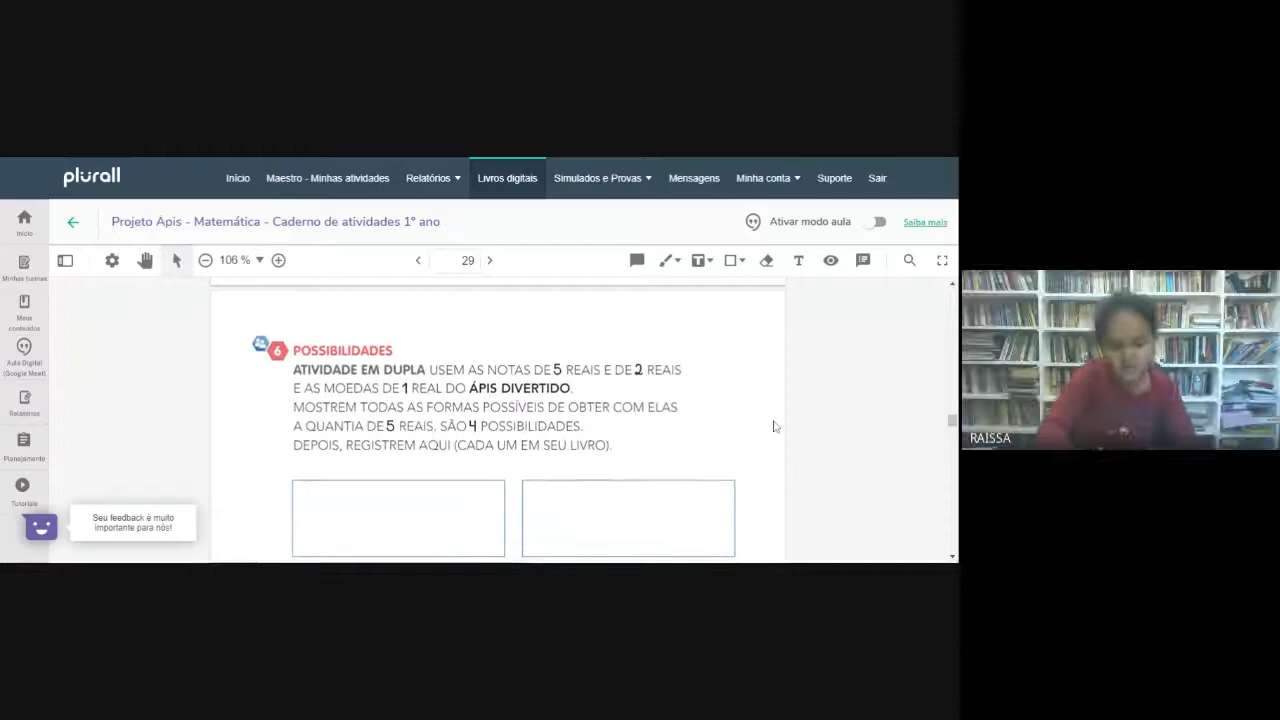 plurall
Início
Maestro - Minhas atividades
Relatórios
Livros digitais
Simulados e Provas
Mensagens
Minha conta
Suporte
Sair
Projeto Apis - Matemática - Caderno de atividades 1º ano
Ativar modo aula
Saiba mais
106 %
29
Início
Minhas turmas
Meus
conteúdos
Aula Digital
(Google Meet)
Relatórios
Planejamento
Tutoriais
Seu feedback é muito
importante para nós!
6 POSSIBILIDADES
ATIVIDADE EM DUPLA USEM AS NOTAS DE 5 REAIS E DE 2 REAIS
E AS MOEDAS DE 1 REAL DO ÁPIS DIVERTIDO.
MOSTREM TODAS AS FORMAS POSSÍVEIS DE OBTER COM ELAS
A QUANTIA DE 5 REAIS. SÃO 4 POSSIBILIDADES.
DEPOIS, REGISTREM AQUI (CADA UM EM SEU LIVRO).
RAISSA